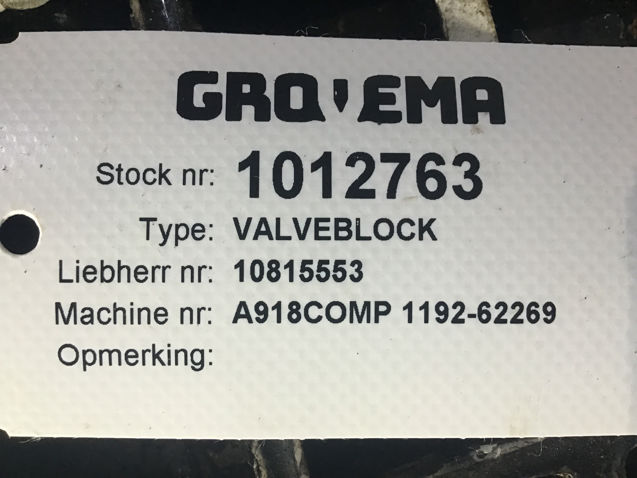 GROVEMA
Stock nr: 1012763
Type: VALVEBLOCK
Liebherr nr: 10815553
Machine nr: A918COMP 1192-62269
Opmerking: